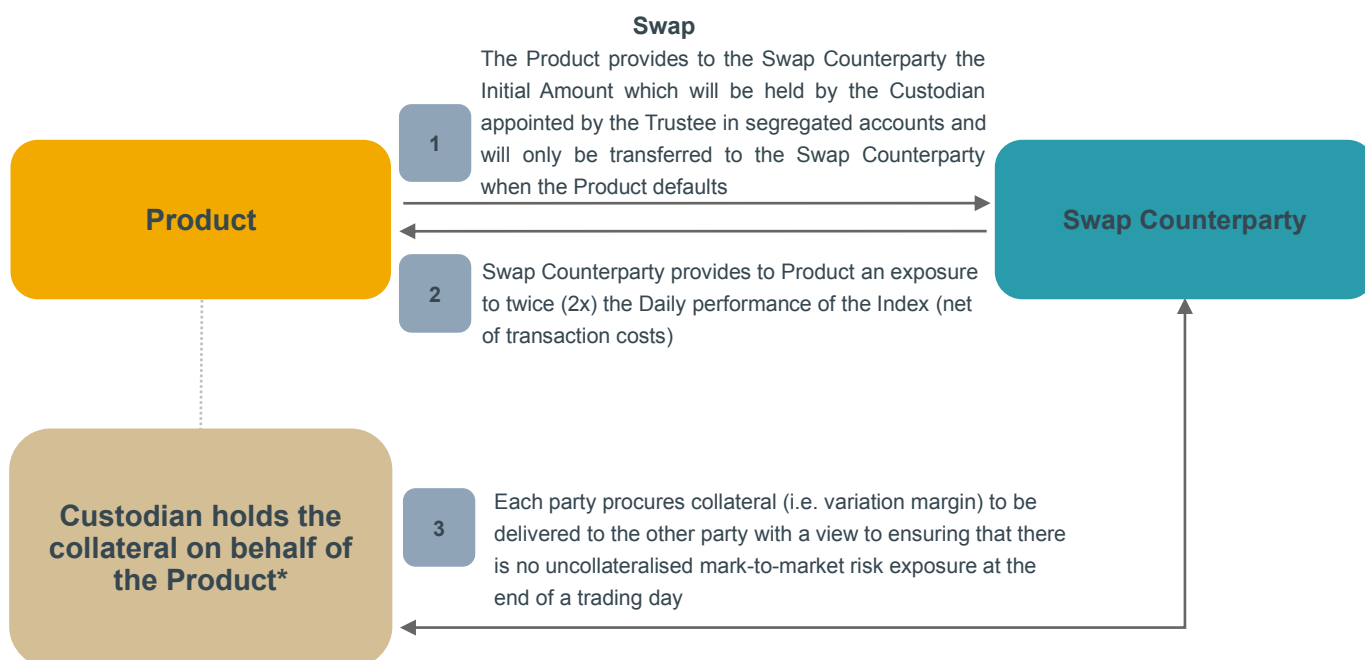 Swap
The Product provides to the Swap Counterparty the
Initial Amount which will be held by the Custodian
appointed by the Trustee in segregated accounts and
will only be transferred to the Swap Counterparty
when the Product defaults
1
Product
Swap Counterparty
2
Swap Counterparty provides to Product an exposure
to twice (2x) the Daily performance of the Index (net
of transaction costs)
Custodian holds the
collateral on behalf of
the Product*
3
Each party procures collateral (i.e. variation margin) to be
delivered to the other party with a view to ensuring that there
is no uncollateralised mark-to-market risk exposure at the
end of a trading day